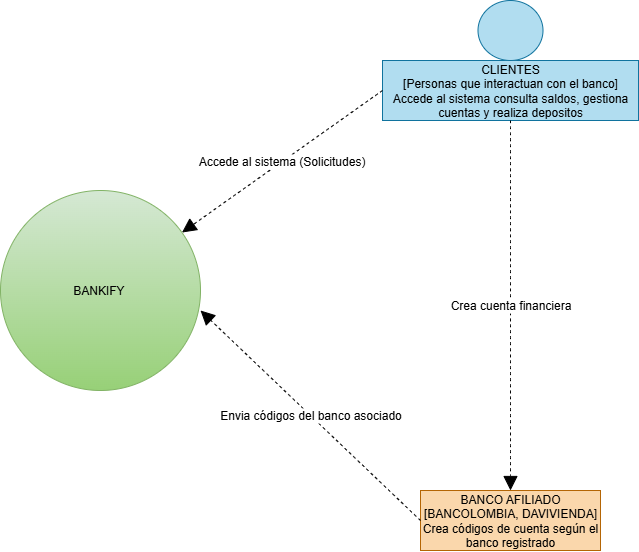 CLIENTES
[Personas que interactuan con el banco]
Accede al sistema consulta saldos, gestiona
cuentas y realiza depositos
Accede al sistema (Solicitudes)
BANKIFY
Crea cuenta financiera
Envia códigos del banco asociado
BANCO AFILIADO
[BANCOLOMBIA, DAVIVIENDA]
Crea códigos de cuenta según el
banco registrado